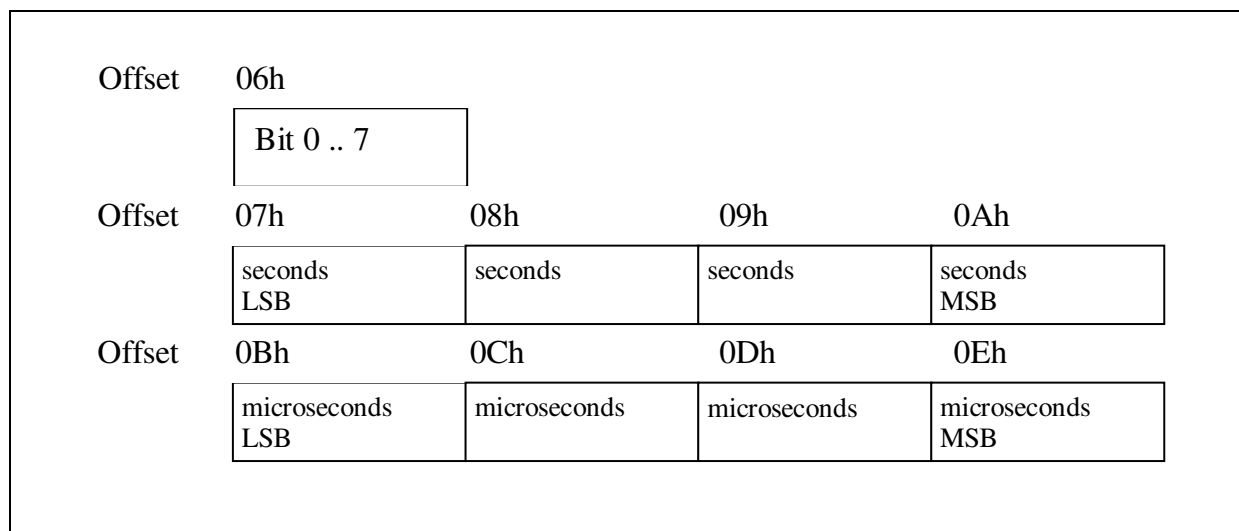 Offset 06h
Bit 0 .. 7
Offset 07h 08h 09h 0Ah
seconds seconds seconds seconds
LSB MSB
Offset 0Bh 0Ch 0Dh 0Eh
microseconds microseconds microseconds microseconds
LSB MSB